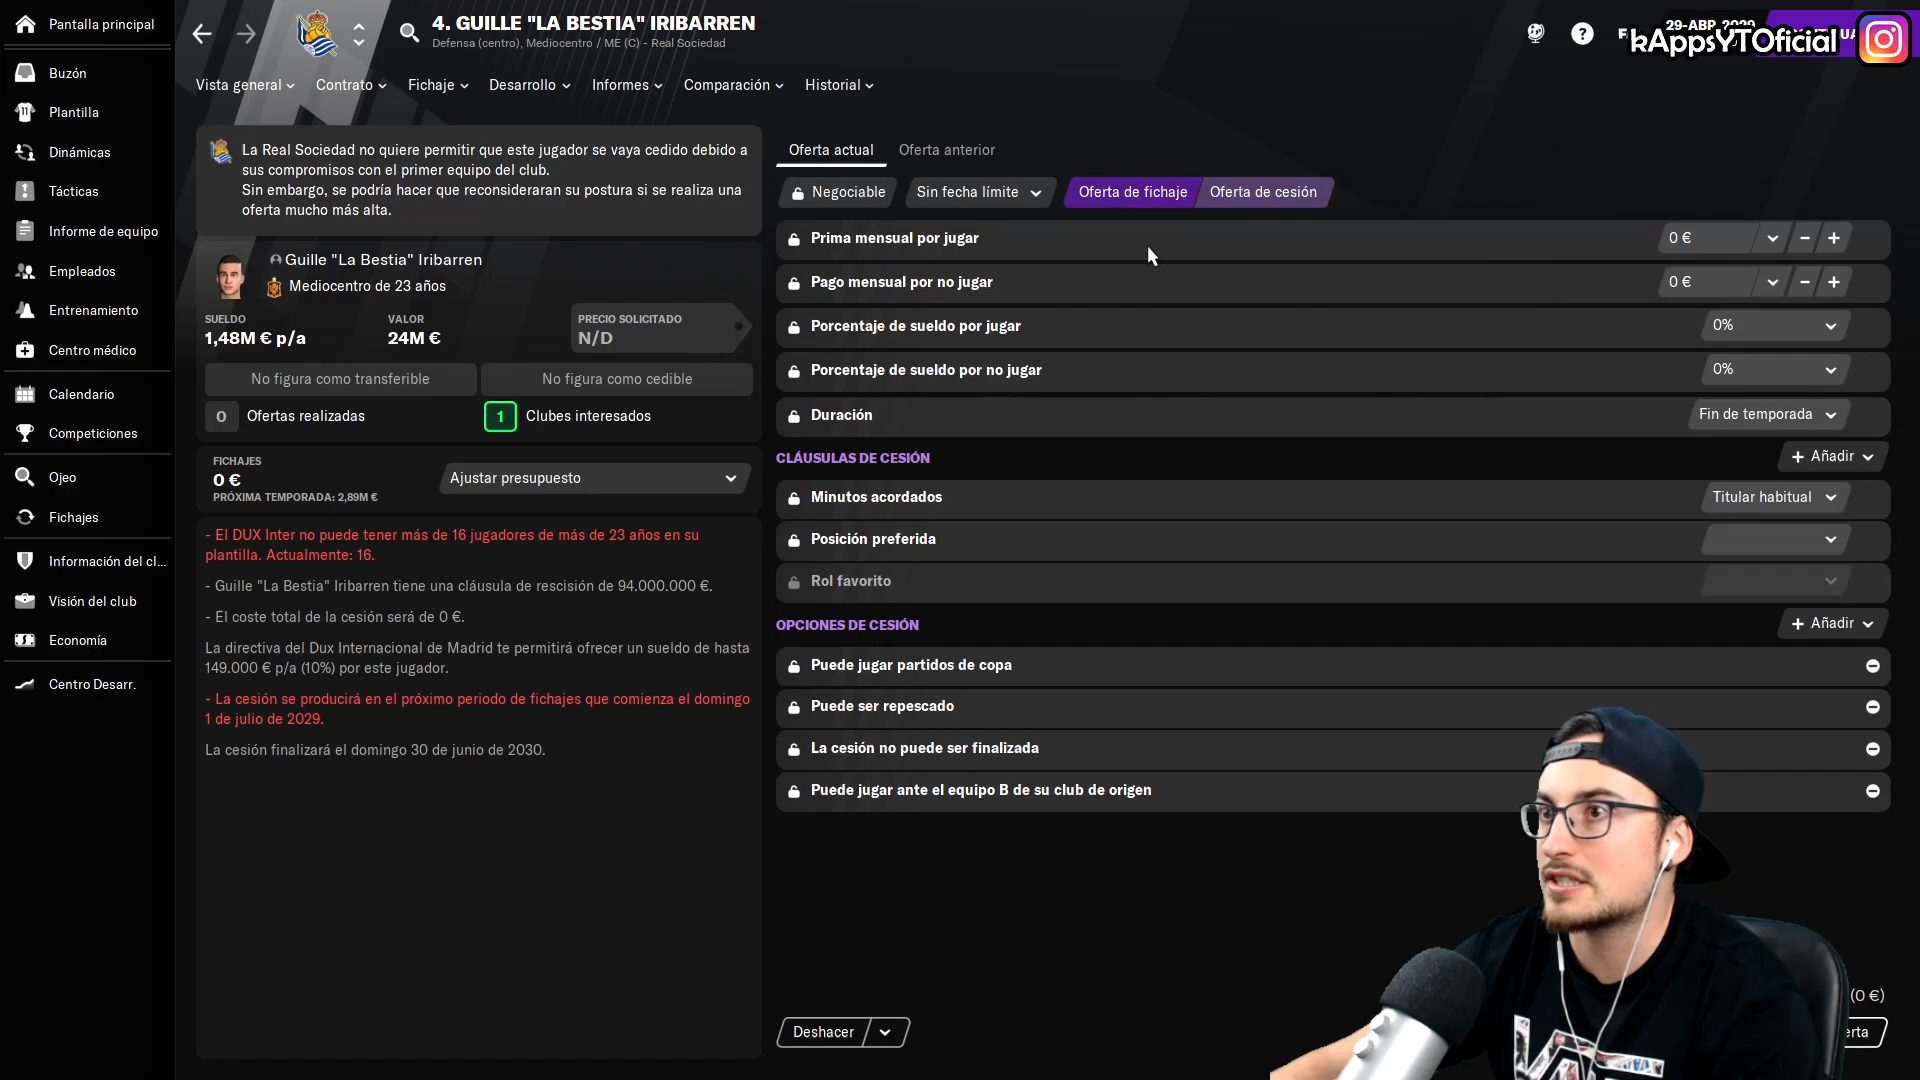 Pantalla principal
Buzón
Plantilla
Dinámicas
Tácticas
Informe de equipo
Empleados
Entrenamiento
Centro médico
Calendario
Competiciones
Ojeo
Fichajes
Información del cl...
Visión del club
Economía
Centro Desarr.
4. GUILLE "LA BESTIA" IRIBARREN
Defensa (centro), Mediocentro / ME (C) - Real Sociedad
29-ABR 2029
kAppsYTOficial
Vista general
Contrato
Fichaje
Desarrollo
Informes
Comparación
Historial
La Real Sociedad no quiere permitir que este jugador se vaya cedido debido a
sus compromisos con el primer equipo del club.
Sin embargo, se podría hacer que reconsideraran su postura si se realiza una
oferta mucho más alta.
Guille "La Bestia" Iribarren
Mediocentro de 23 años
SUELDO
1,48M € p/a
VALOR
24M €
PRECIO SOLICITADO
N/D
No figura como transferible
No figura como cedible
0 Ofertas realizadas
1 Clubes interesados
FICHAJES
0 €
PRÓXIMA TEMPORADA: 2,89M €
Ajustar presupuesto
- El DUX Inter no puede tener más de 16 jugadores de más de 23 años en su
plantilla. Actualmente: 16.
- Guille "La Bestia" Iribarren tiene una cláusula de rescisión de 94.000.000 €.
- El coste total de la cesión será de 0 €.
La directiva del Dux Internacional de Madrid te permitirá ofrecer un sueldo de hasta
149.000 € p/a (10%) por este jugador.
- La cesión se producirá en el próximo periodo de fichajes que comienza el domingo
1 de julio de 2029.
La cesión finalizará el domingo 30 de junio de 2030.
Oferta actual
Oferta anterior
Negociable
Sin fecha límite
Oferta de fichaje
Oferta de cesión
Prima mensual por jugar
0 €
Pago mensual por no jugar
0 €
Porcentaje de sueldo por jugar
0%
Porcentaje de sueldo por no jugar
0%
Duración
Fin de temporada
CLÁUSULAS DE CESIÓN
+ Añadir
Minutos acordados
Titular habitual
Posición preferida
Rol favorito
OPCIONES DE CESIÓN
+ Añadir
Puede jugar partidos de copa
Puede ser repescado
La cesión no puede ser finalizada
Puede jugar ante el equipo B de su club de origen
Deshacer
(0 €)
erta